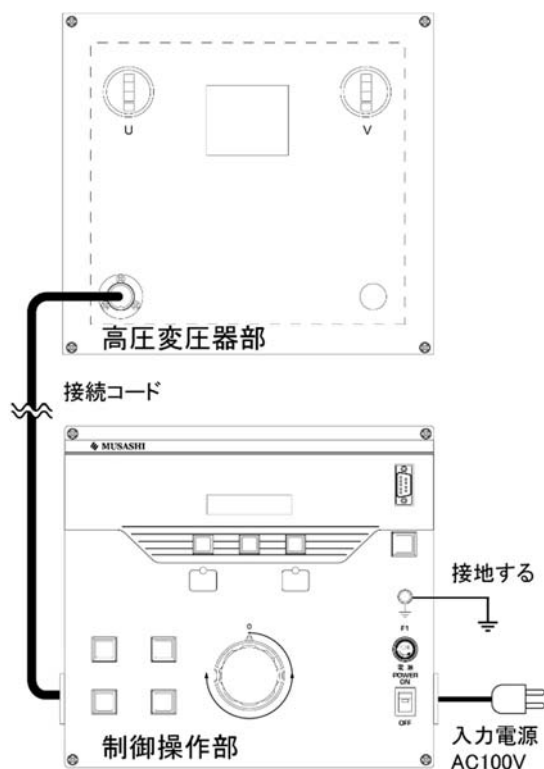 U
V
高圧変圧器部
接続コード
MUSASHI
接地する
0
F1
電源
POWER
ON
OFF
制御操作部
入力電源
AC100V